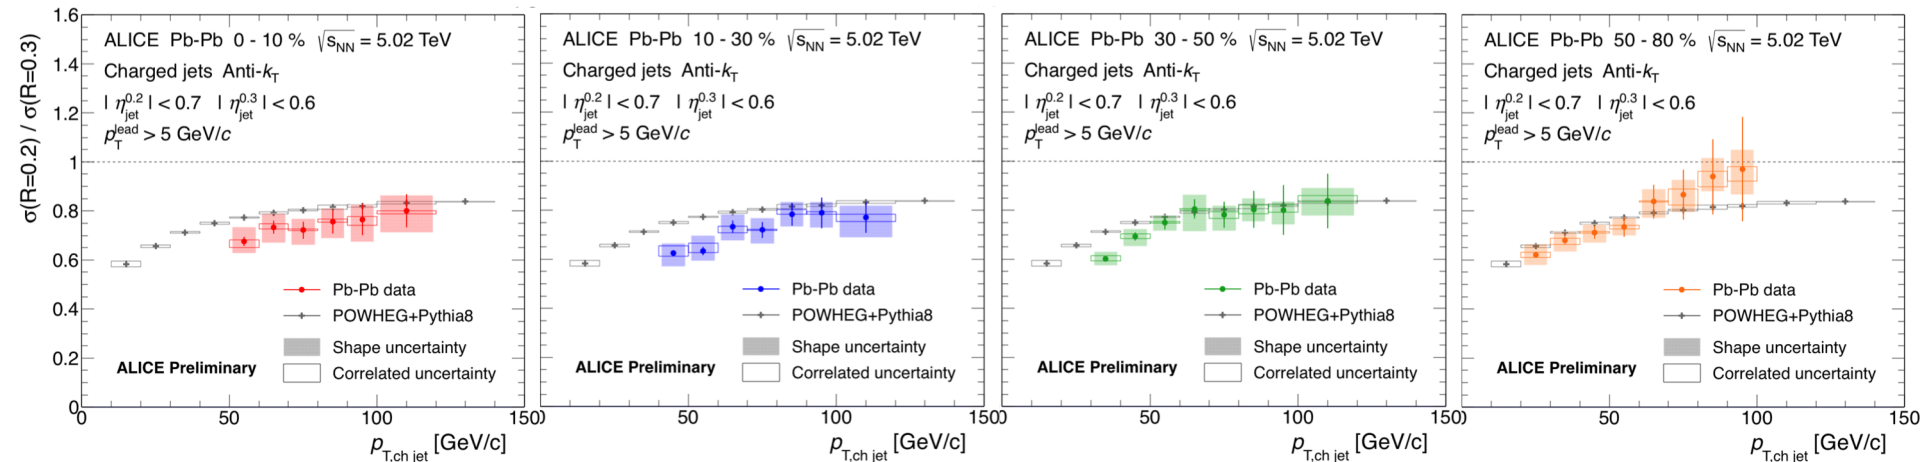 σ(R=0.2) / σ(R=0.3)
1.6
1.4
1.2
1
0.8
0.6
0.4
0.2
0
ALICE Pb-Pb 0 - 10 % √sNN = 5.02 TeV
Charged jets Anti-kT
| η0.2jet | < 0.7 | η0.3jet | < 0.6
pTlead > 5 GeV/c
Pb-Pb data
POWHEG+Pythia8
Shape uncertainty
Correlated uncertainty
ALICE Preliminary
0 50 100 150
pT,ch jet [GeV/c]
ALICE Pb-Pb 10 - 30 % √sNN = 5.02 TeV
Charged jets Anti-kT
| η0.2jet | < 0.7 | η0.3jet | < 0.6
pTlead > 5 GeV/c
Pb-Pb data
POWHEG+Pythia8
Shape uncertainty
Correlated uncertainty
ALICE Preliminary
50 100 150
pT,ch jet [GeV/c]
ALICE Pb-Pb 30 - 50 % √sNN = 5.02 TeV
Charged jets Anti-kT
| η0.2jet | < 0.7 | η0.3jet | < 0.6
pTlead > 5 GeV/c
Pb-Pb data
POWHEG+Pythia8
Shape uncertainty
Correlated uncertainty
ALICE Preliminary
50 100 150
pT,ch jet [GeV/c]
ALICE Pb-Pb 50 - 80 % √sNN = 5.02 TeV
Charged jets Anti-kT
| η0.2jet | < 0.7 | η0.3jet | < 0.6
pTlead > 5 GeV/c
Pb-Pb data
POWHEG+Pythia8
Shape uncertainty
Correlated uncertainty
ALICE Preliminary
50 100 150
pT,ch jet [GeV/c]